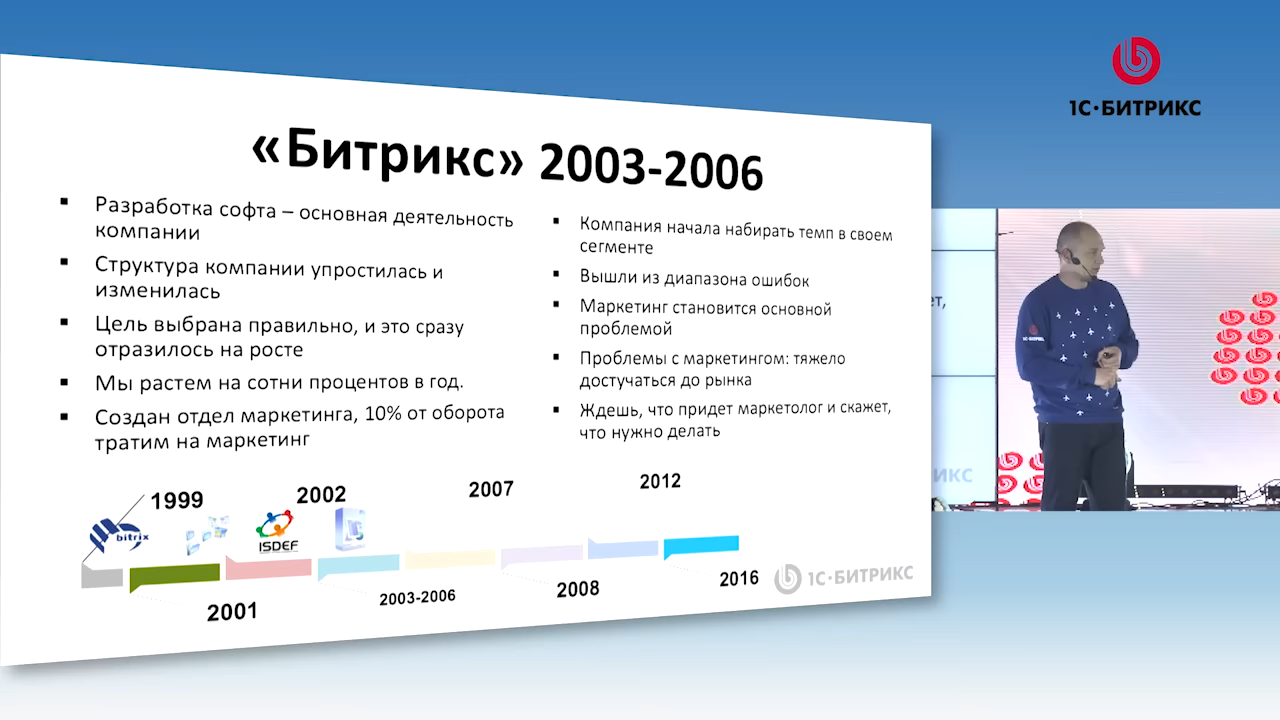 1С·БИТРИКС
«Битрикс» 2003-2006
▪ Разработка софта – основная деятельность
компании
▪ Структура компании упростилась и
изменилась
▪ Цель выбрана правильно, и это сразу
отразилось на росте
▪ Мы растем на сотни процентов в год.
▪ Создан отдел маркетинга, 10% от оборота
тратим на маркетинг
▪ Компания начала набирать темп в своем
сегменте
▪ Вышли из диапазона ошибок
▪ Маркетинг становится основной
проблемой
▪ Проблемы с маркетингом: тяжело
достучаться до рынка
▪ Ждешь, что придет маркетолог и скажет,
что нужно делать
1999
2002
2007
2012
bitrix
ISDEF
2001
2003-2006
2008
2016
1С·БИТРИКС
ет,
РИКС
1С·БИТРИКС